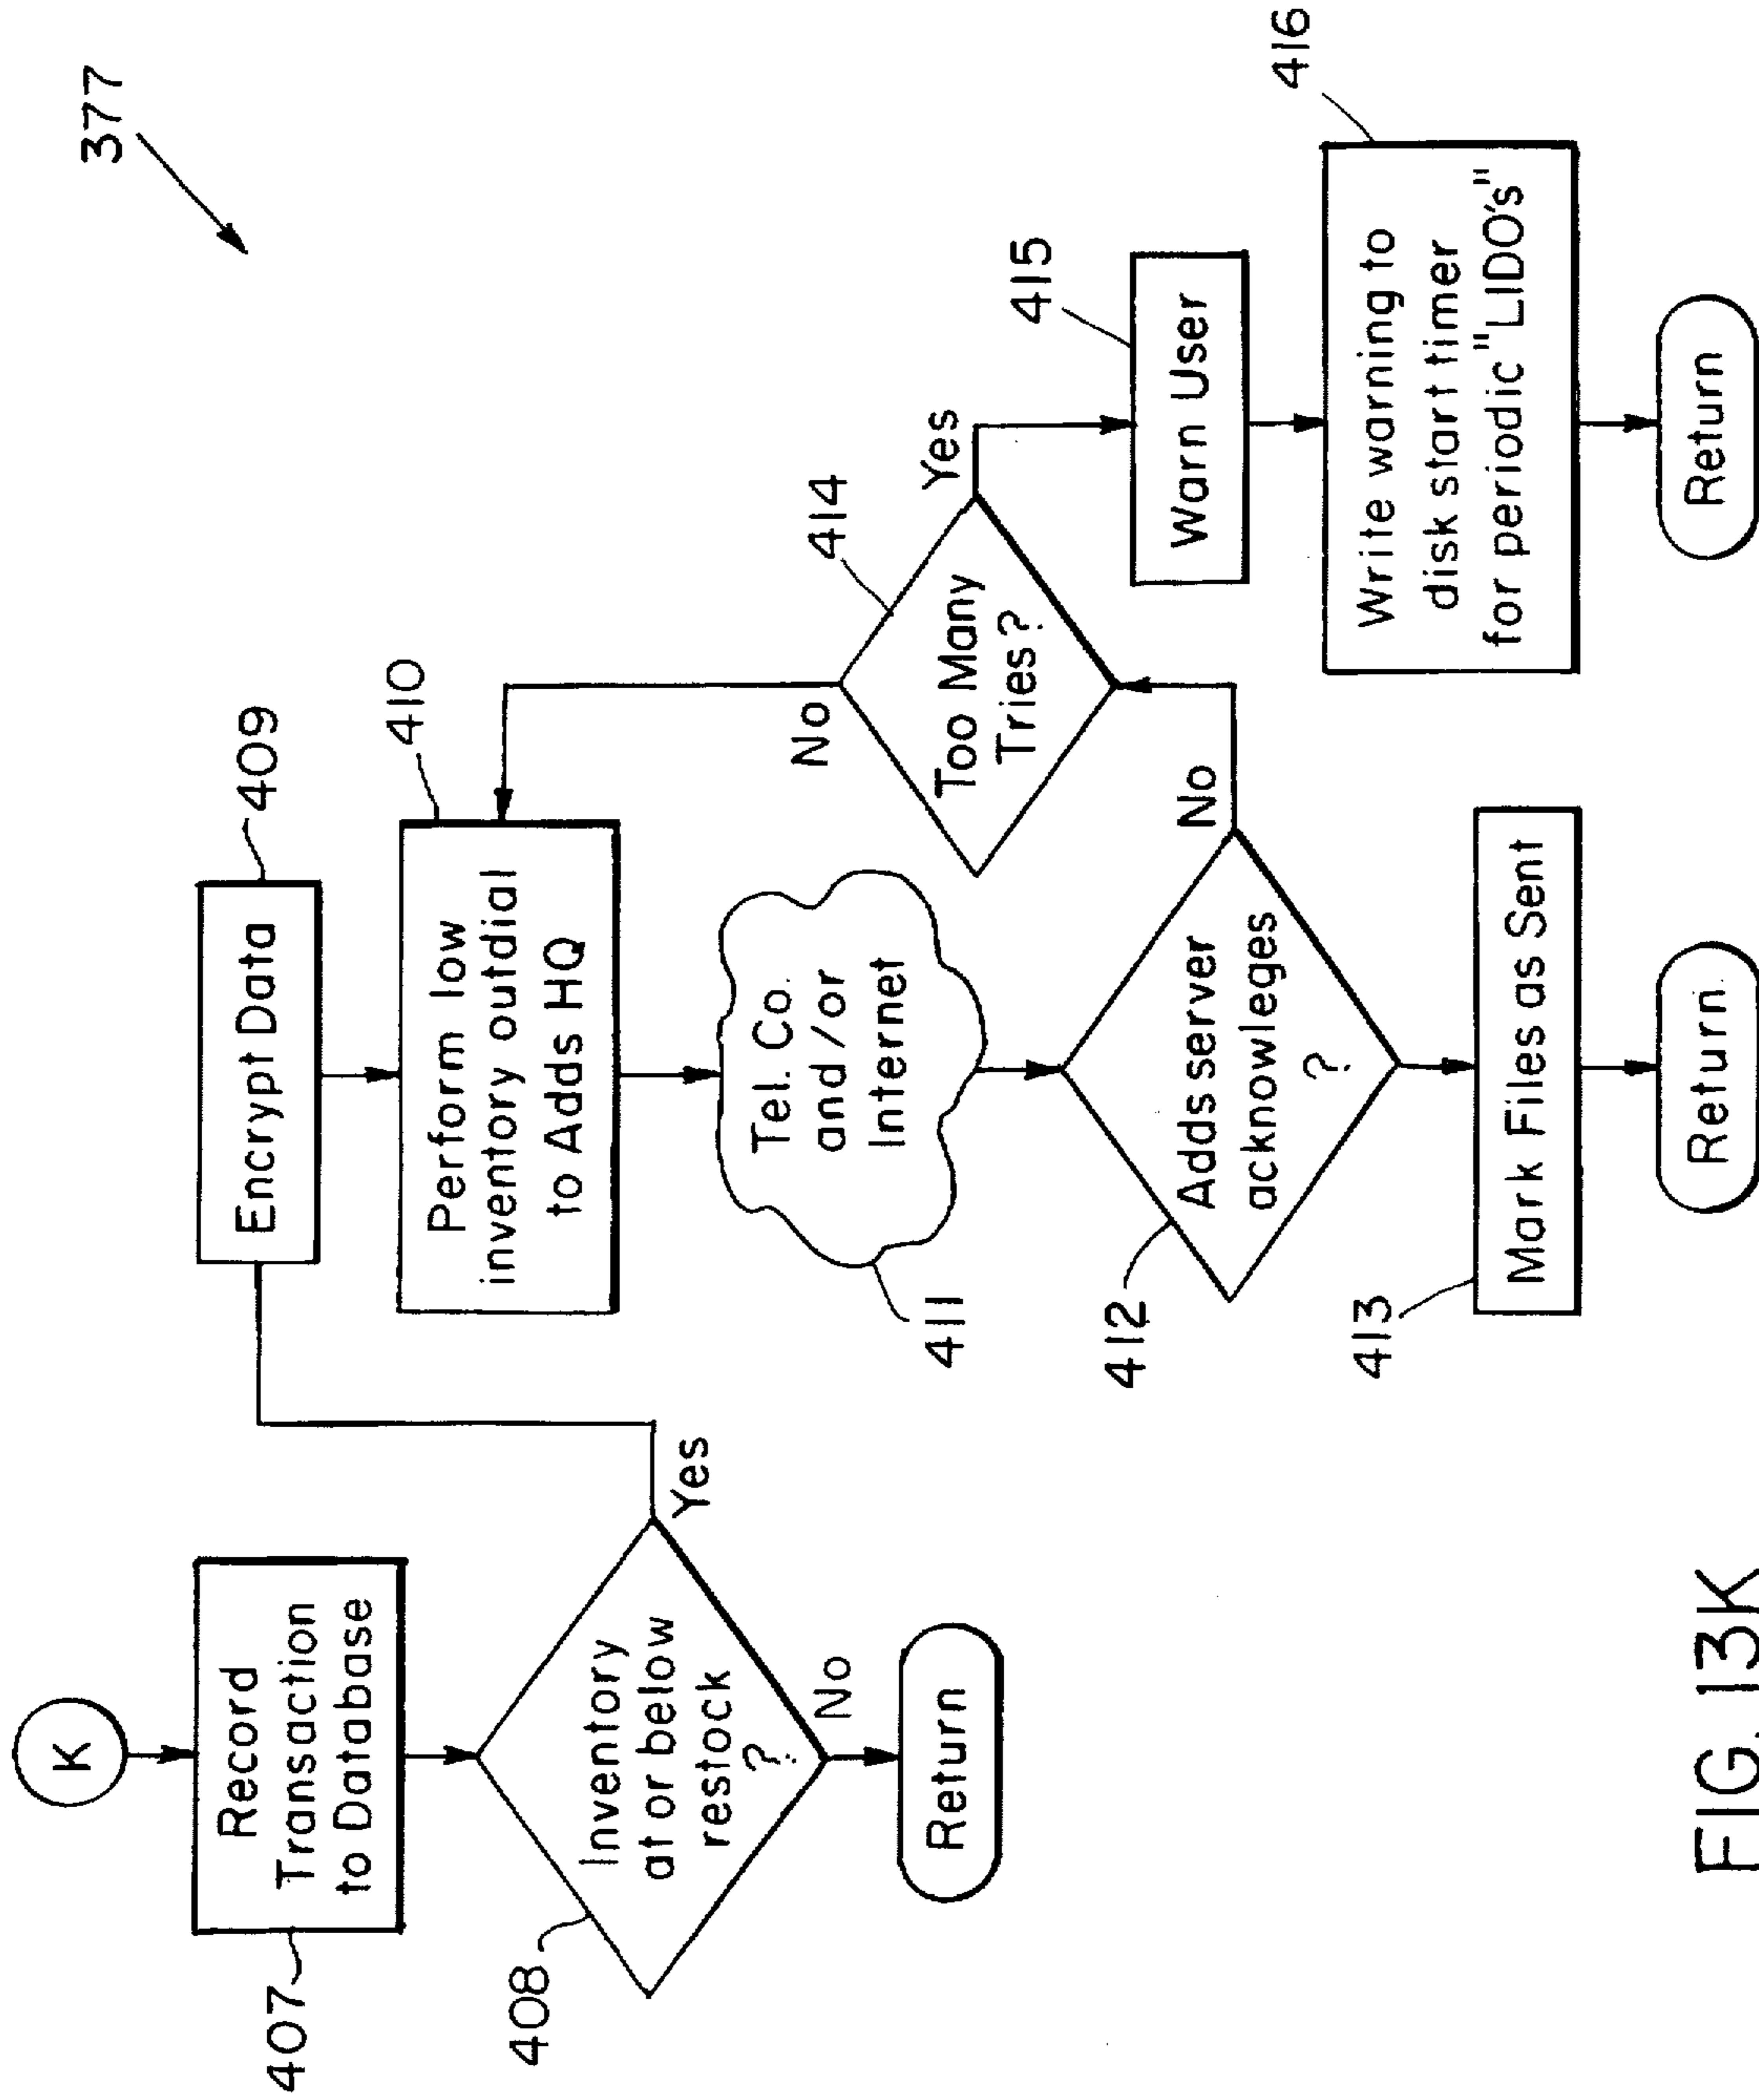 377
K
Record
Transaction
to Database
407
Inventory
at or below
restock
?
408
Yes
No
Return
Encrypt Data
409
Perform low
inventory outdial
to Adds HQ
410
Tel. Co.
and/or
Internet
411
Adds server
acknowleges
?
412
No
Mark Files as Sent
413
Return
Too Many
Tries?
414
No
Yes
Warn User
415
Write warning to
disk start timer
for periodic "LIDO's"
416
Return
FIG. 13K